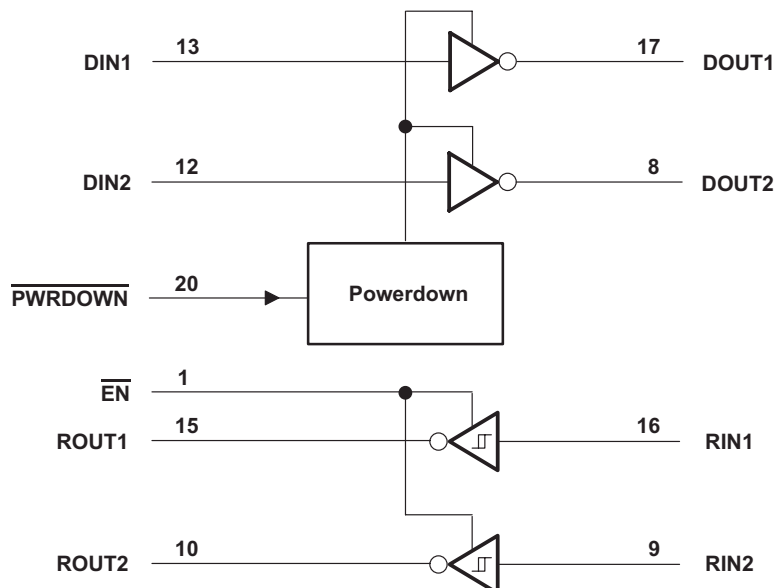 DIN1 13 17 DOUT1
DIN2 12 8 DOUT2
PWRDOWN 20 Powerdown
EN 1
ROUT1 15 16 RIN1
ROUT2 10 9 RIN2